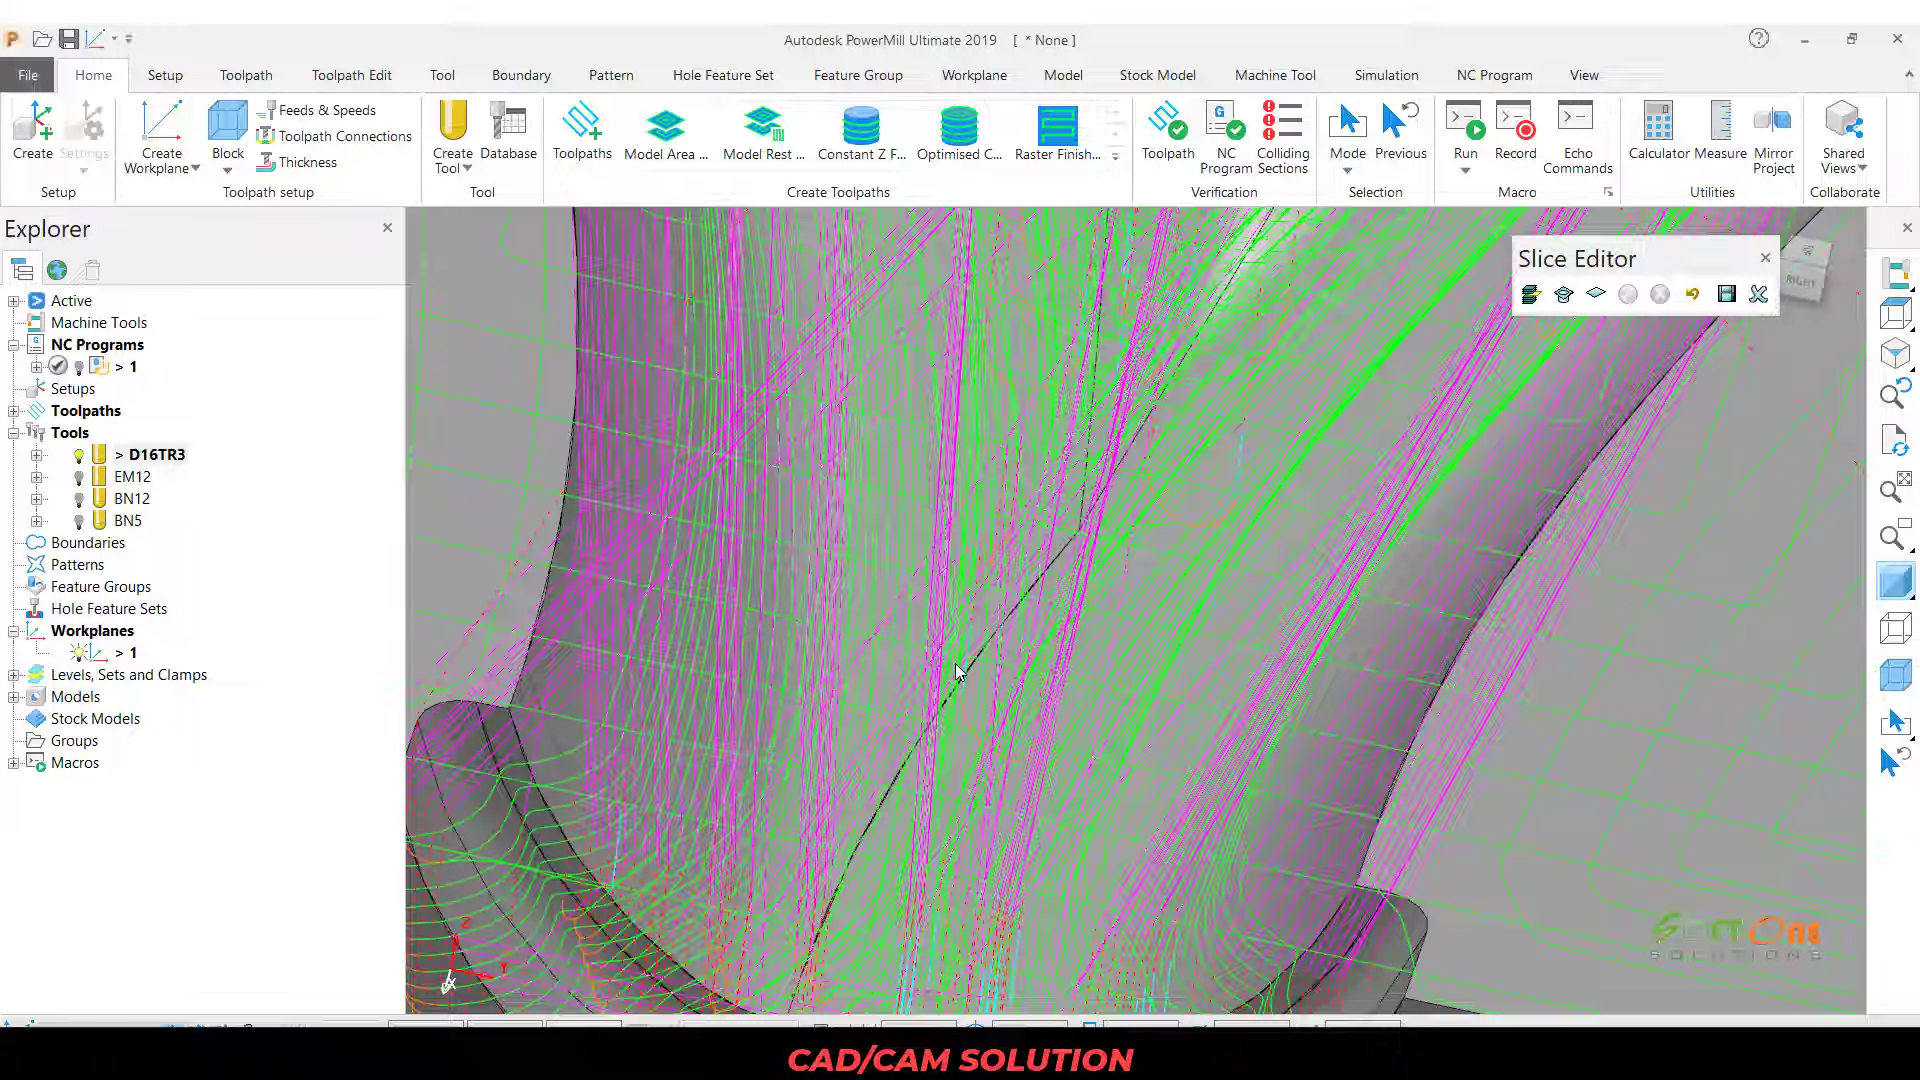 Autodesk PowerMill Ultimate 2019 [ * None ]
File Home Setup Toolpath Toolpath Edit Tool Boundary Pattern Hole Feature Set Feature Group Workplane Model Stock Model Machine Tool Simulation NC Program View
Create
Settings
Setup
Create
Workplane
Block
Feeds & Speeds
Toolpath Connections
Thickness
Toolpath setup
Create
Tool
Database
Tool
Toolpaths
Model Area ...
Model Rest ...
Constant Z F...
Optimised C...
Raster Finish...
Create Toolpaths
Toolpath
NC
Program
Colliding
Sections
Verification
Mode
Previous
Selection
Run
Record
Echo
Commands
Macro
Calculator
Measure
Mirror
Project
Utilities
Shared
Views
Collaborate
Explorer
Active
Machine Tools
NC Programs
> 1
Setups
Toolpaths
Tools
> D16TR3
EM12
BN12
BN5
Boundaries
Patterns
Feature Groups
Hole Feature Sets
Workplanes
> 1
Levels, Sets and Clamps
Models
Stock Models
Groups
Macros
Slice Editor
RIGHT
Z
Y
X
SOLUTIONS
CAD/CAM SOLUTION